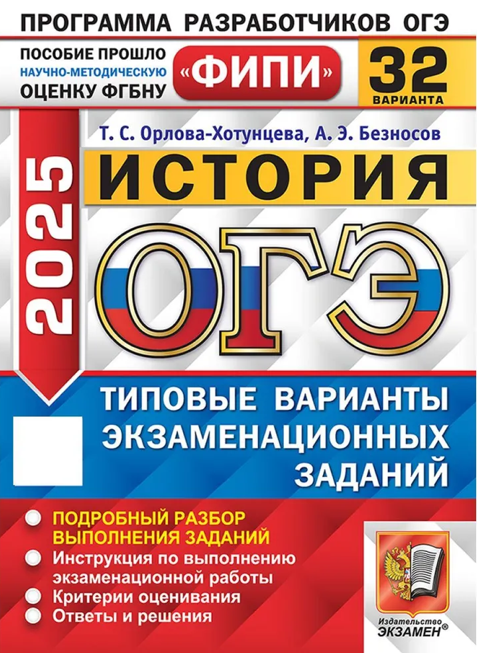 ПРОГРАММА РАЗРАБОТЧИКОВ ОГЭ
ПОСОБИЕ ПРОШЛО
НАУЧНО-МЕТОДИЧЕСКУЮ
ОЦЕНКУ ФГБНУ
«ФИПИ»
32
ВАРИАНТА
Т. С. Орлова-Хотунцева, А. Э. Безносов
2025
ИСТОРИЯ
ОГЭ
ТИПОВЫЕ ВАРИАНТЫ
ЭКЗАМЕНАЦИОННЫХ
ЗАДАНИЙ
ПОДРОБНЫЙ РАЗБОР
ВЫПОЛНЕНИЯ ЗАДАНИЙ
Инструкция по выполнению
экзаменационной работы
Критерии оценивания
Ответы и решения
Издательство
ЭКЗАМЕН®